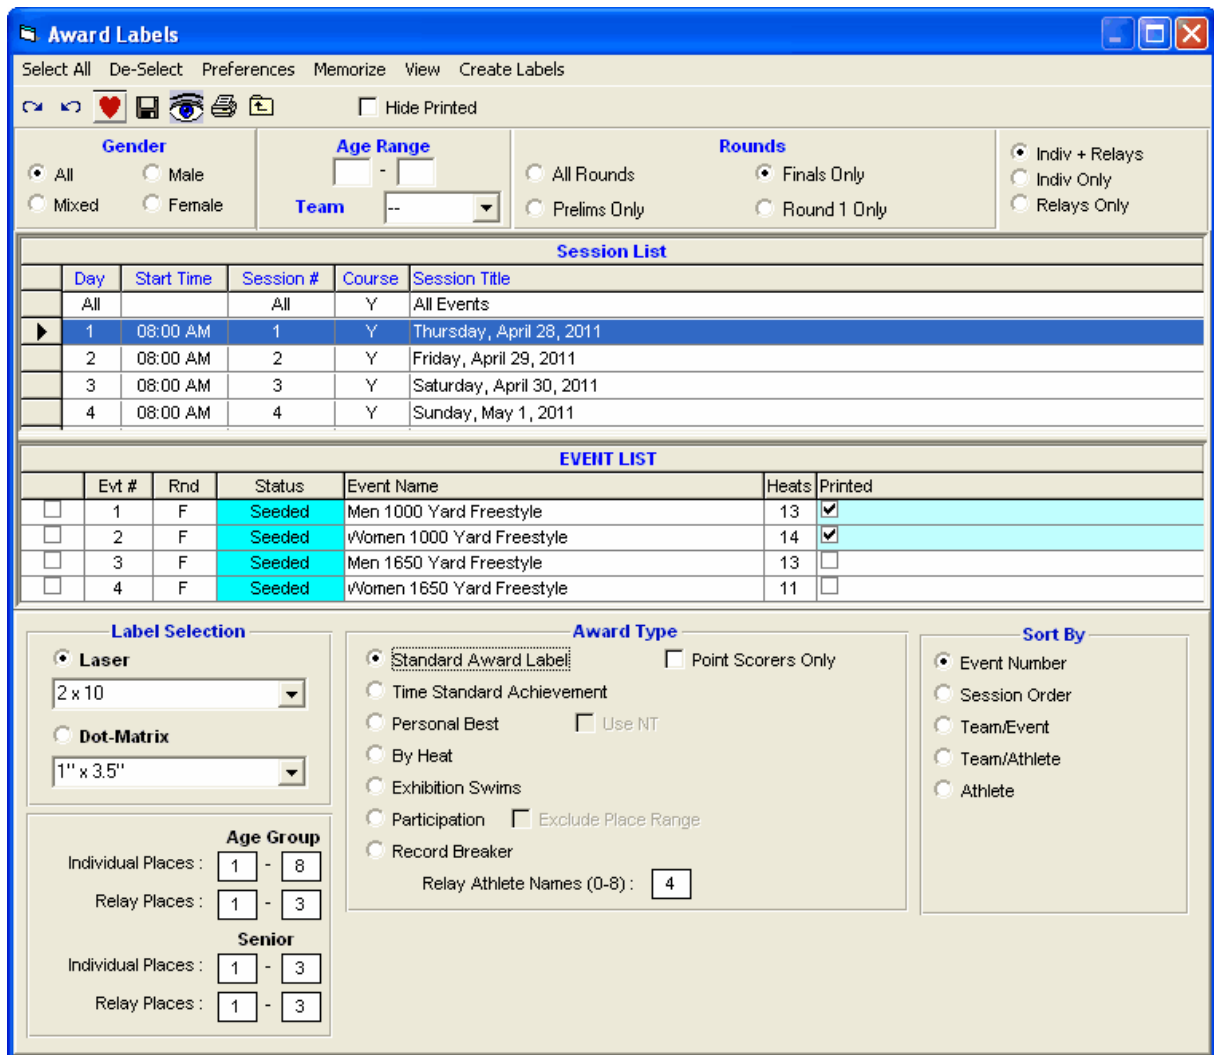 Award Labels
Select All De-Select Preferences Memorize View Create Labels
Hide Printed
Gender
All Male
Mixed Female
Age Range
-
Team --
Rounds
All Rounds Finals Only
Prelims Only Round 1 Only
Indiv + Relays
Indiv Only
Relays Only
Session List
Day Start Time Session # Course Session Title
All All Y All Events
1 08:00 AM 1 Y Thursday, April 28, 2011
2 08:00 AM 2 Y Friday, April 29, 2011
3 08:00 AM 3 Y Saturday, April 30, 2011
4 08:00 AM 4 Y Sunday, May 1, 2011
EVENT LIST
Evt # Rnd Status Event Name Heats Printed
1 F Seeded Men 1000 Yard Freestyle 13
2 F Seeded Women 1000 Yard Freestyle 14
3 F Seeded Men 1650 Yard Freestyle 13
4 F Seeded Women 1650 Yard Freestyle 11
Label Selection
Laser
2 x 10
Dot-Matrix
1" x 3.5"
Age Group
Individual Places : 1 - 8
Relay Places : 1 - 3
Senior
Individual Places : 1 - 3
Relay Places : 1 - 3
Award Type
Standard Award Label Point Scorers Only
Time Standard Achievement
Personal Best Use NT
By Heat
Exhibition Swims
Participation Exclude Place Range
Record Breaker
Relay Athlete Names (0-8) : 4
Sort By
Event Number
Session Order
Team/Event
Team/Athlete
Athlete